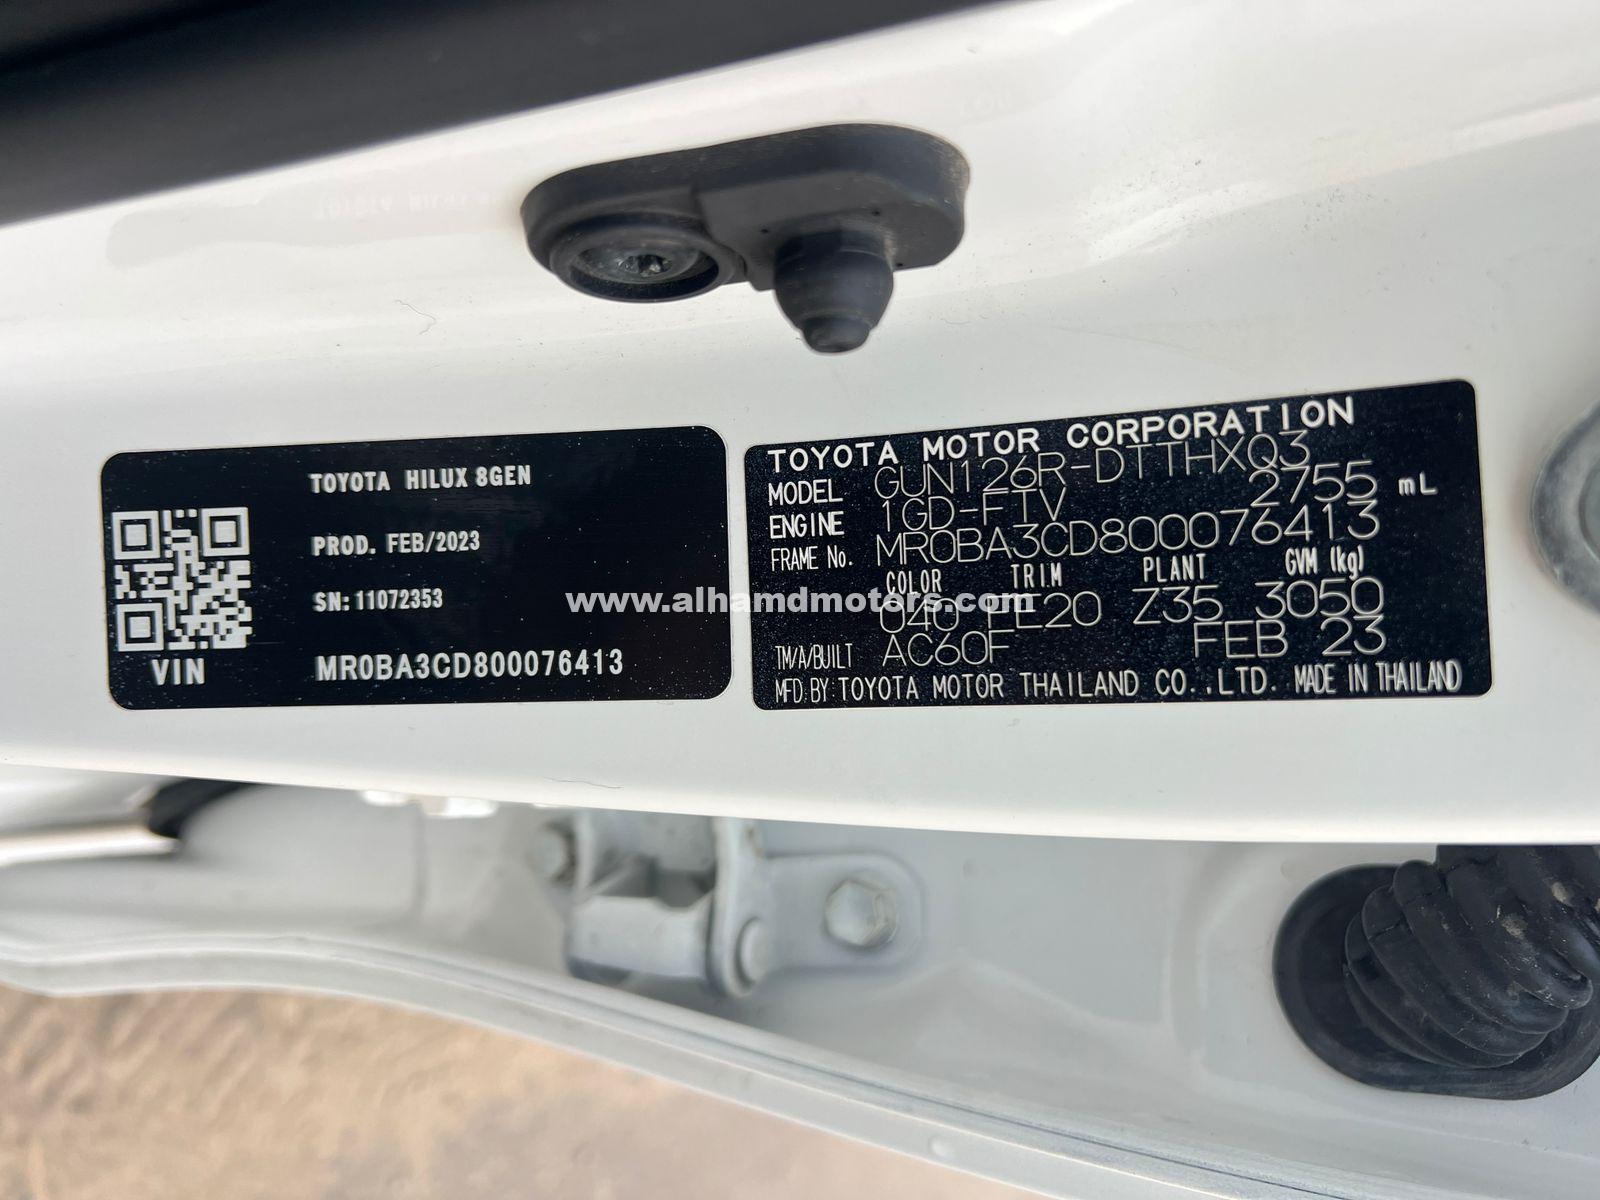 TOYOTA HILUX 8GEN
PROD. FEB/2023
SN: 11072353
VIN MR0BA3CD800076413
TOYOTA MOTOR CORPORATION
MODEL GUN126R-DTTHXQ3
ENGINE 1GD-FTV 2755 mL
FRAME No. MR0BA3CD800076413
COLOR TRIM PLANT GVM (kg)
040 FE20 Z35 3050
TM/A/BUILT AC60F FEB 23
MFD. BY: TOYOTA MOTOR THAILAND CO.,LTD. MADE IN THAILAND
www.alhamdmotors.com